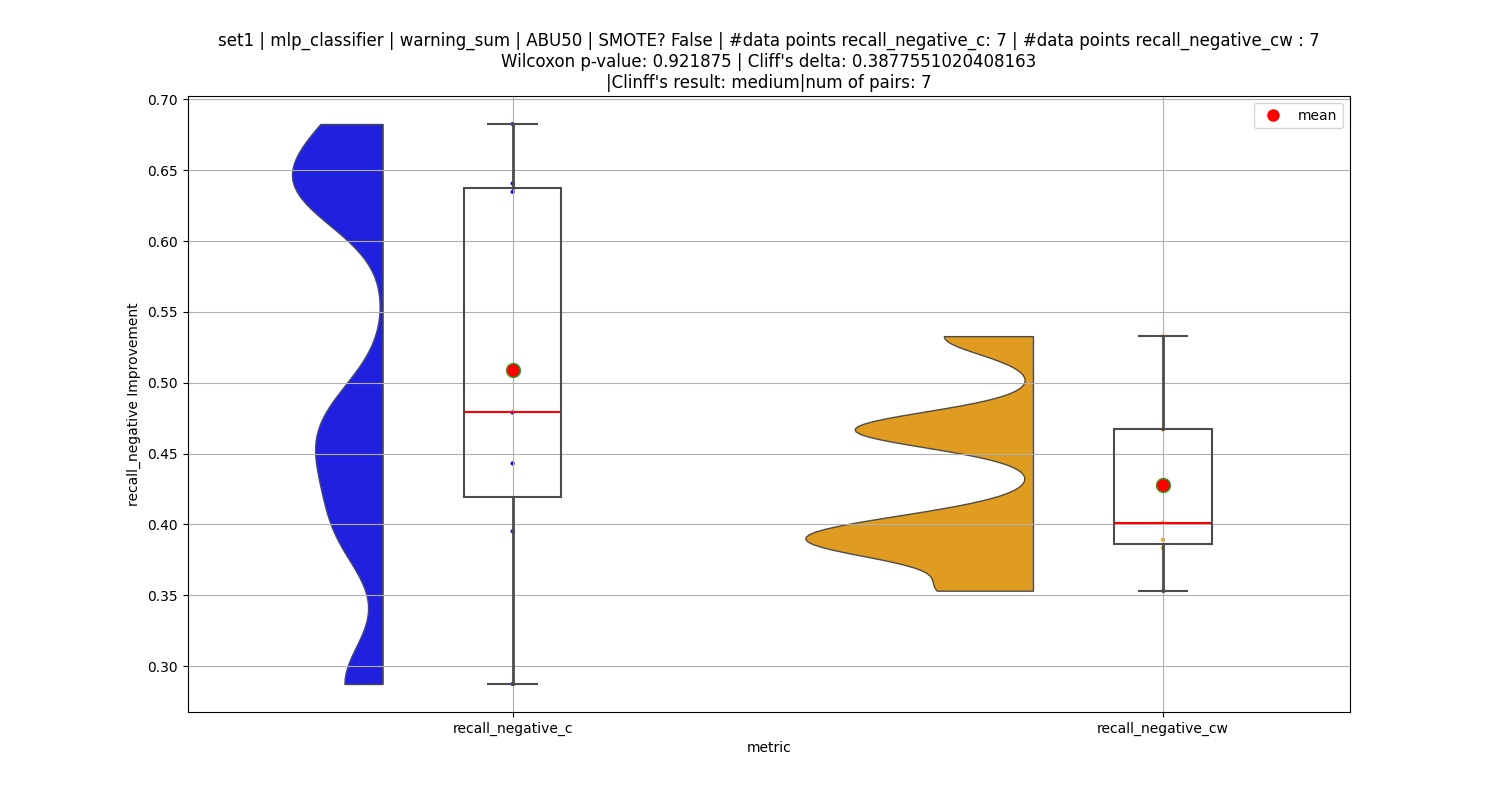 set1 | mlp_classifier | warning_sum | ABU50 | SMOTE? False | #data points recall_negative_c: 7 | #data points recall_negative_cw : 7
Wilcoxon p-value: 0.921875 | Cliff's delta: 0.3877551020408163
|Clinff's result: medium|num of pairs: 7
mean
0.70
0.65
0.60
0.55
0.50
0.45
0.40
0.35
0.30
recall_negative Improvement
recall_negative_c
recall_negative_cw
metric